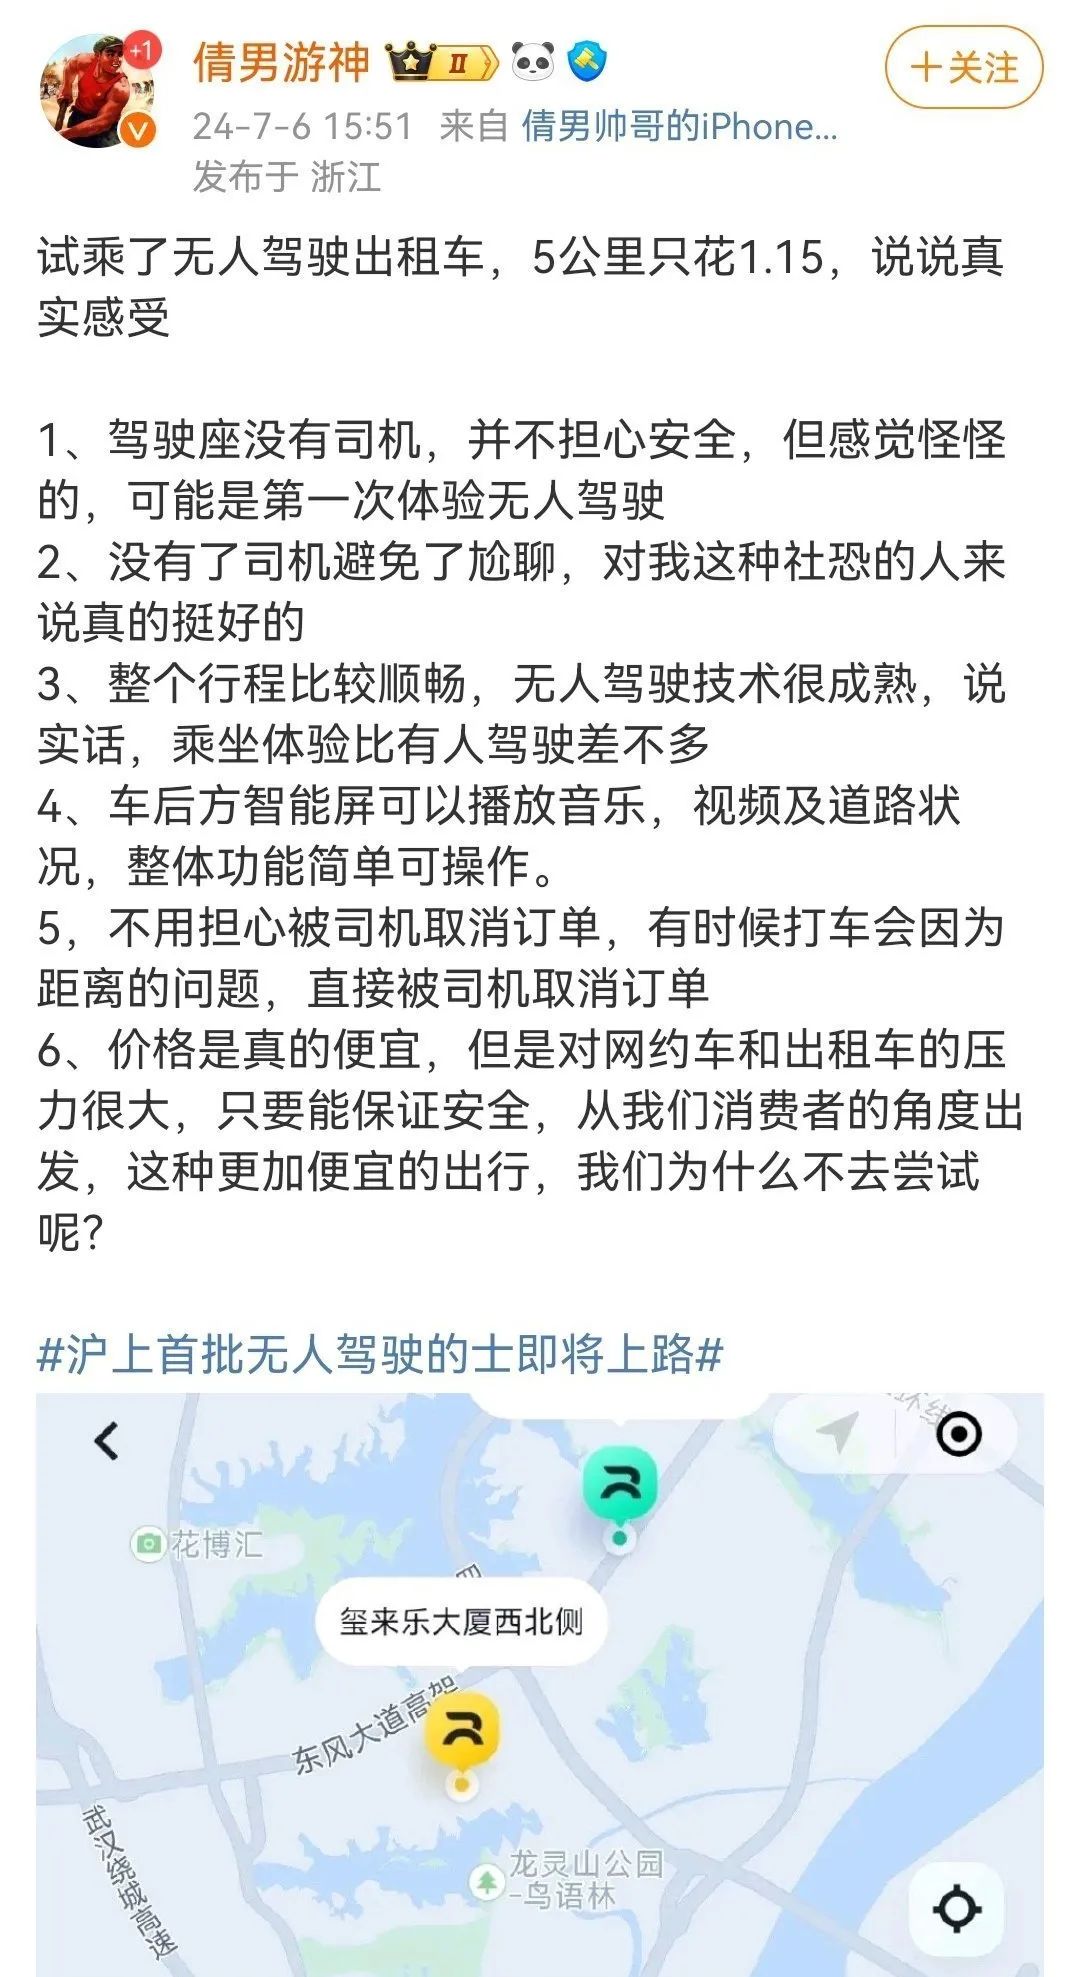 +1
倩男游神
II
+关注
V
24-7-6 15:51 来自 倩男帅哥的iPhone...
发布于 浙江
试乘了无人驾驶出租车，5公里只花1.15，说说真
实感受
1、驾驶座没有司机，并不担心安全，但感觉怪怪
的，可能是第一次体验无人驾驶
2、没有了司机避免了尬聊，对我这种社恐的人来
说真的挺好的
3、整个行程比较顺畅，无人驾驶技术很成熟，说
实话，乘坐体验比有人驾驶差不多
4、车后方智能屏可以播放音乐，视频及道路状
况，整体功能简单可操作。
5，不用担心被司机取消订单，有时候打车会因为
距离的问题，直接被司机取消订单
6、价格是真的便宜，但是对网约车和出租车的压
力很大，只要能保证安全，从我们消费者的角度出
发，这种更加便宜的出行，我们为什么不去尝试
呢？
#沪上首批无人驾驶的士即将上路#
环线
花博汇
四
玺来乐大厦西北侧
东风大道高架
武汉绕城高速
龙灵山公园
-鸟语林